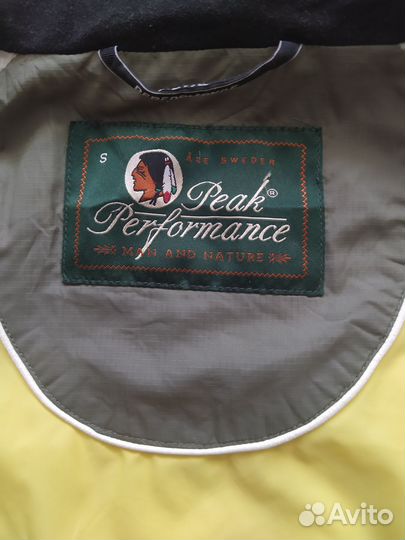 S
ÅRE SWEDEN
Peak®
Performance
MAN AND NATURE
Avito